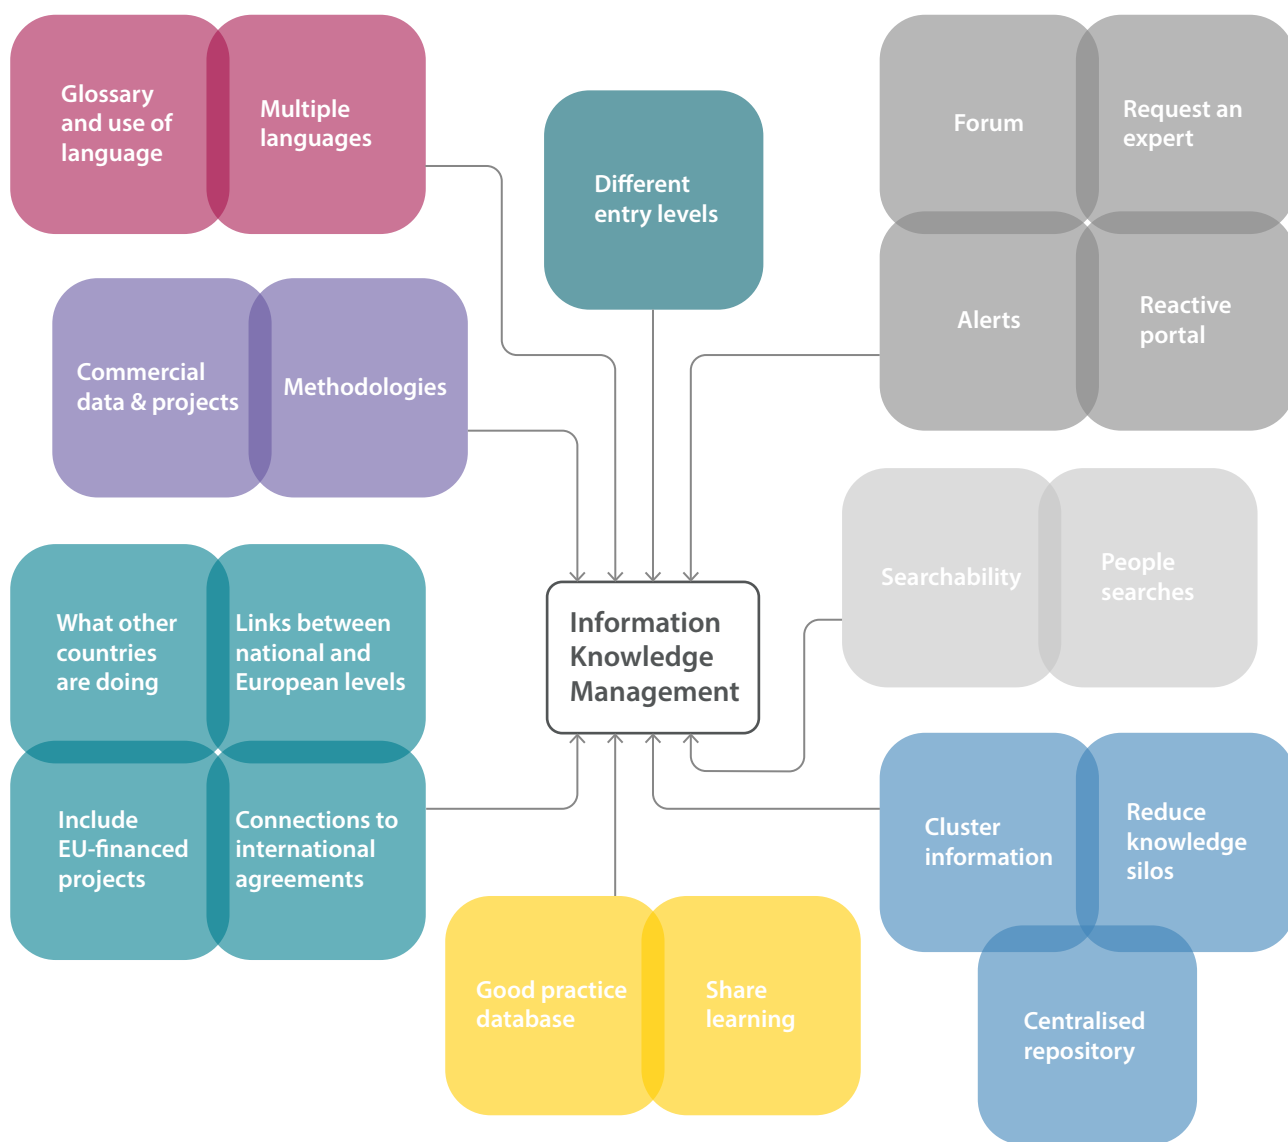 Glossary
and use of
language
Multiple
languages
Different
entry levels
Forum
Request an
expert
Alerts
Reactive
portal
Commercial
data & projects
Methodologies
Searchability
People
searches
Information
Knowledge
Management
What other
countries
are doing
Links between
national and
European levels
Include
EU-financed
projects
Connections to
international
agreements
Cluster
information
Reduce
knowledge
silos
Good practice
database
Share
learning
Centralised
repository